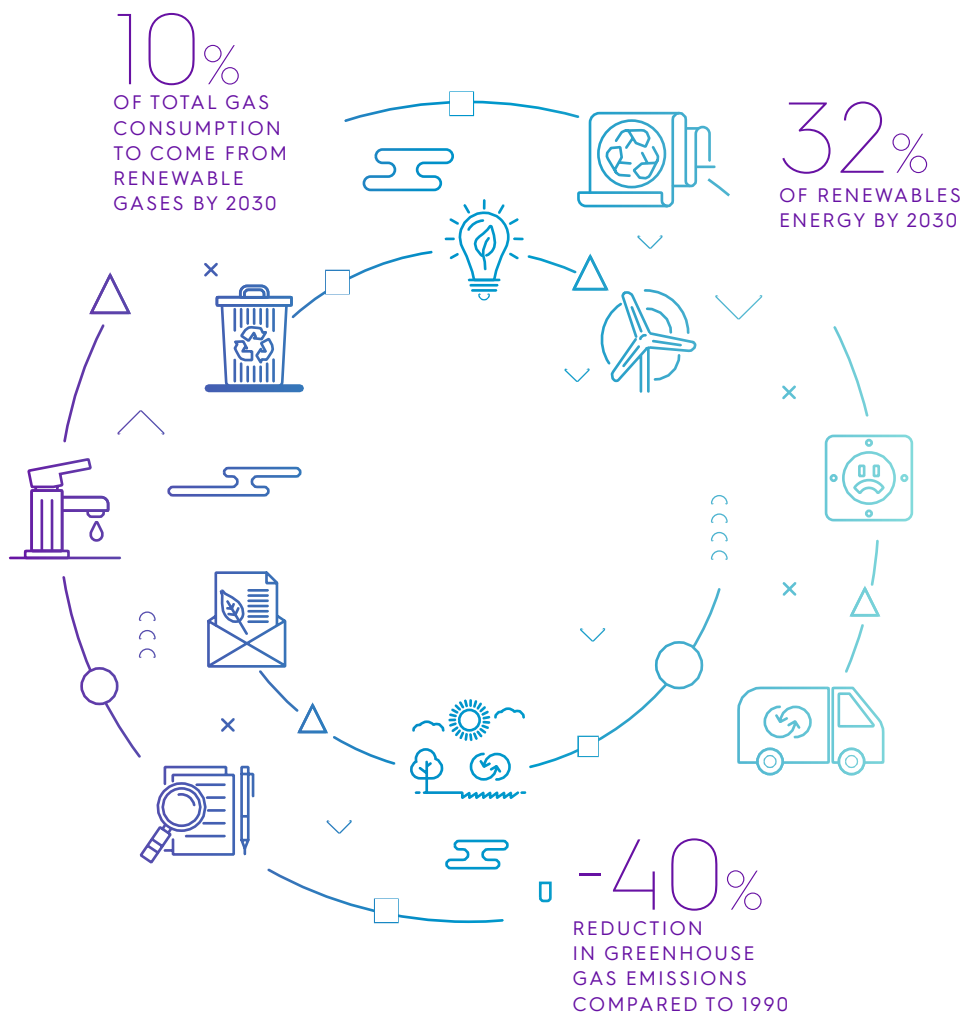 10%
OF TOTAL GAS
CONSUMPTION
TO COME FROM
RENEWABLE
GASES BY 2030
32%
OF RENEWABLES
ENERGY BY 2030
-40%
REDUCTION
IN GREENHOUSE
GAS EMISSIONS
COMPARED TO 1990